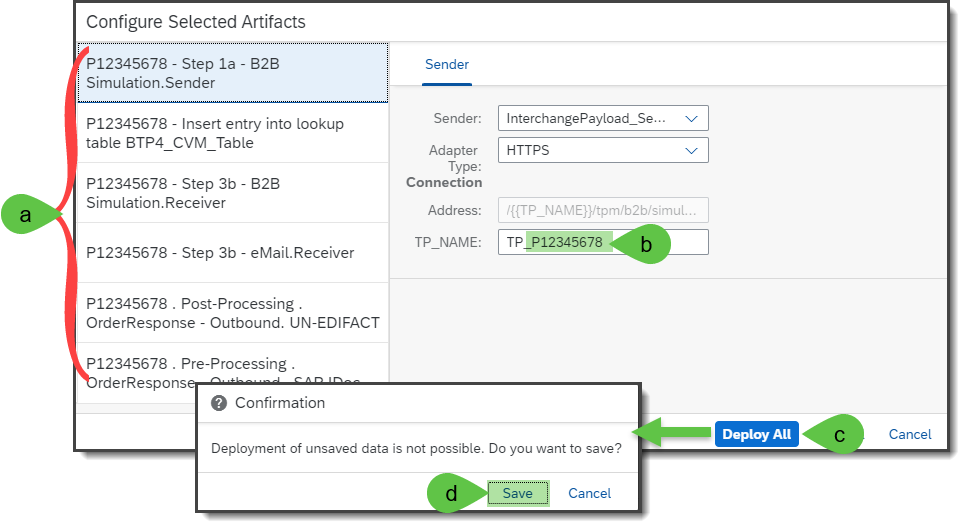 Configure Selected Artifacts
P12345678 - Step 1a - B2B
Simulation.Sender
P12345678 - Insert entry into lookup
table BTP4_CVM_Table
P12345678 - Step 3b - B2B
Simulation.Receiver
P12345678 - Step 3b - eMail.Receiver
P12345678 . Post-Processing .
OrderResponse - Outbound. UN-EDIFACT
P12345678 . Pre-Processing .
OrderResponse - Outbound . SAP IDoc
a
Sender
Sender: InterchangePayload_Se...
Adapter
Type: HTTPS
Connection
Address: /{{TP_NAME}}/tpm/b2b/simul...
TP_NAME: TP_P12345678
b
Deploy All
c
Cancel
Confirmation
Deployment of unsaved data is not possible. Do you want to save?
d
Save
Cancel